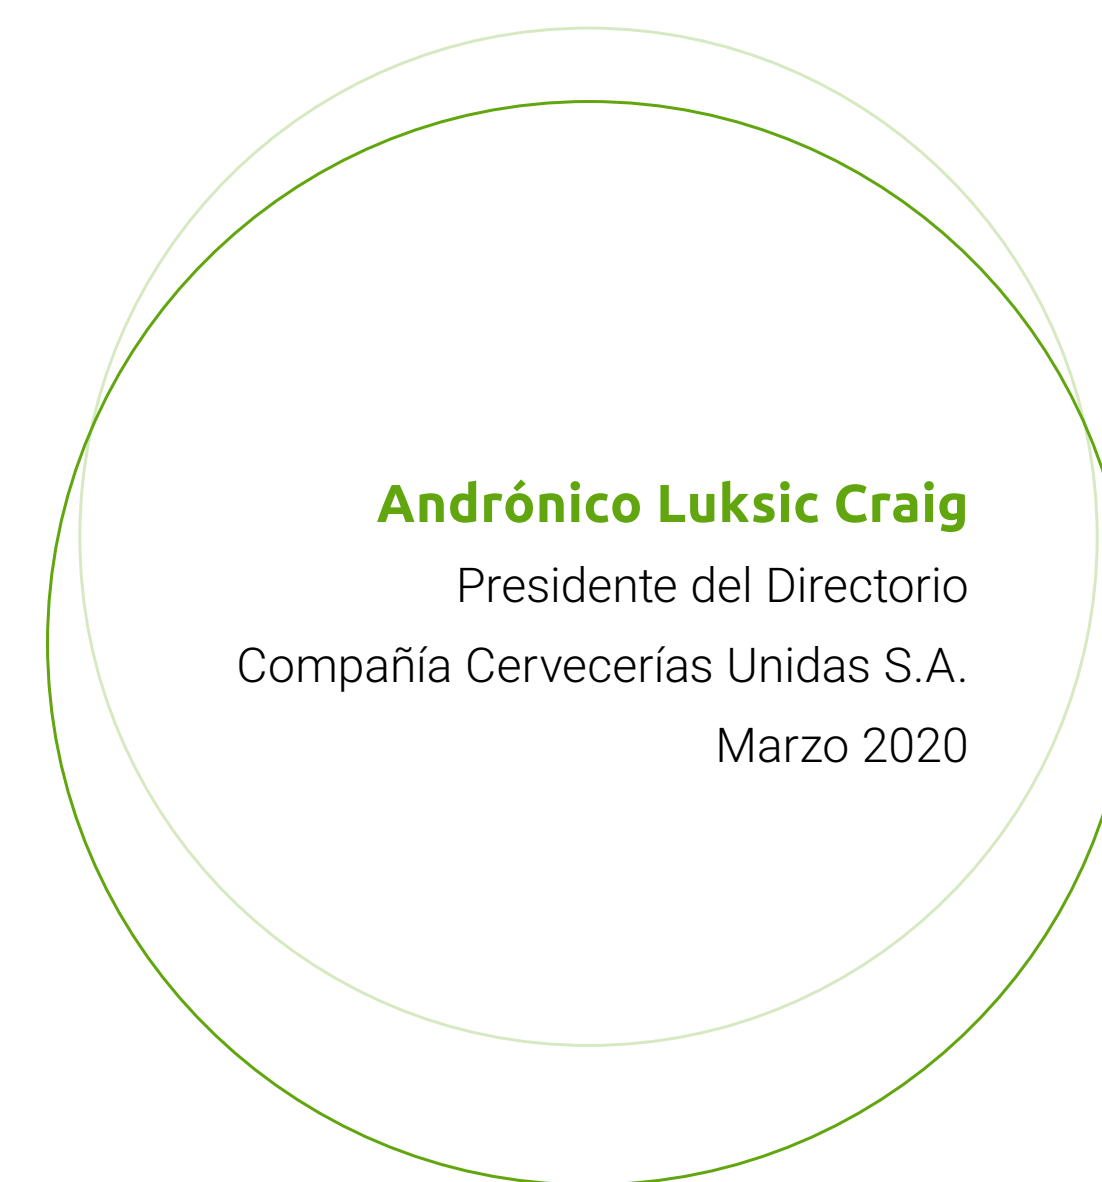 Andrónico Luksic Craig
Presidente del Directorio
Compañía Cervecerías Unidas S.A.
Marzo 2020